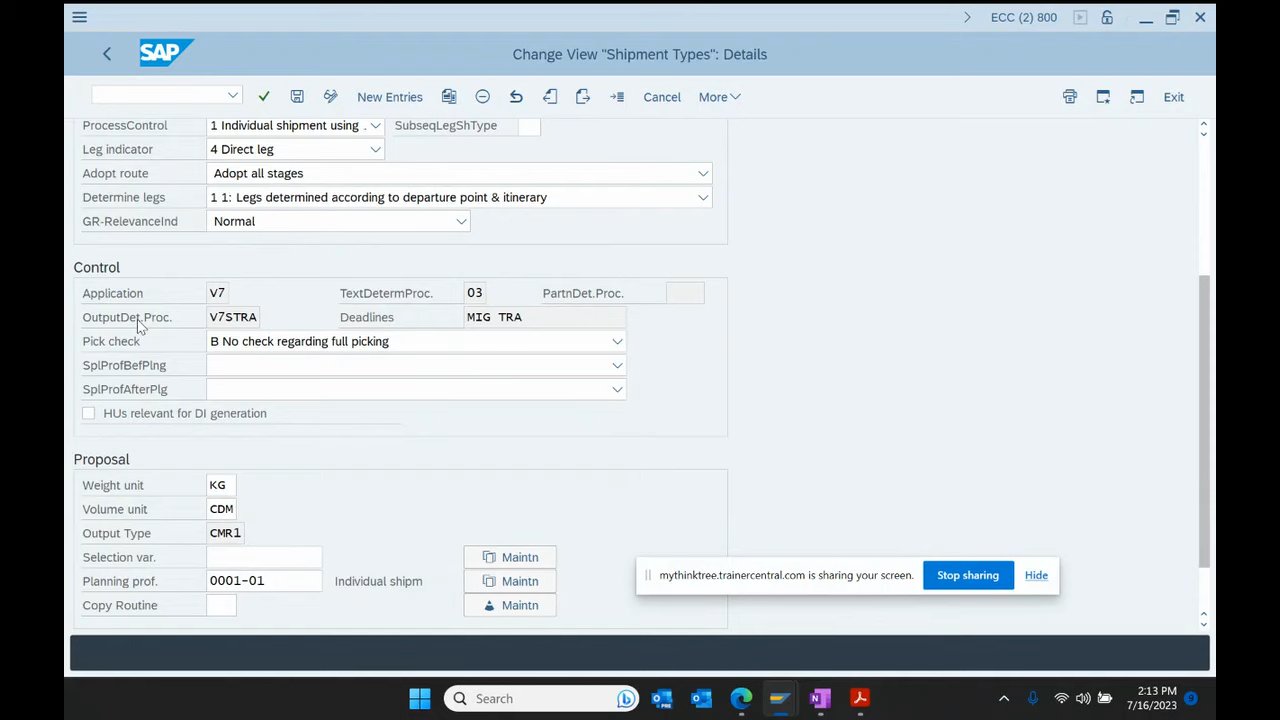 ECC (2) 800
SAP
Change View "Shipment Types": Details
New Entries Cancel More Exit
ProcessControl 1 Individual shipment using . SubseqLegShType
Leg indicator 4 Direct leg
Adopt route Adopt all stages
Determine legs 1 1: Legs determined according to departure point & itinerary
GR-RelevanceInd Normal
Control
Application V7 TextDetermProc. 03 PartnDet.Proc.
OutputDet.Proc. V7STRA Deadlines MIG TRA
Pick check B No check regarding full picking
SplProfBefPlng
SplProfAfterPlg
HUs relevant for DI generation
Proposal
Weight unit KG
Volume unit CDM
Output Type CMR1
Selection var. Maintn
Planning prof. 0001-01 Individual shipm Maintn
Copy Routine Maintn
mythinktree.trainercentral.com is sharing your screen. Stop sharing Hide
Search
2:13 PM
7/16/2023